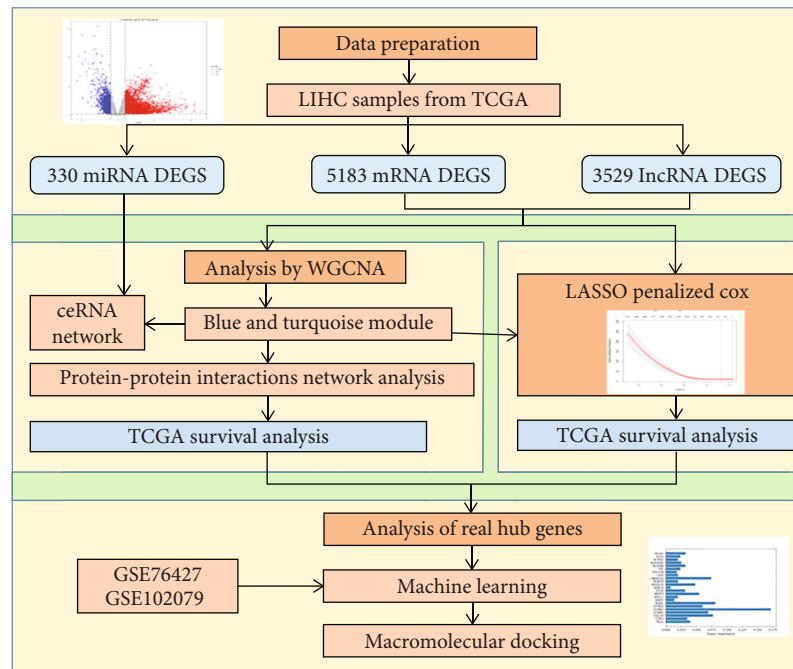 Data preparation
LIHC samples from TCGA
330 miRNA DEGS
5183 mRNA DEGS
3529 lncRNA DEGS
Analysis by WGCNA
ceRNA
network
Blue and turquoise module
Protein-protein interactions network analysis
TCGA survival analysis
LASSO penalized cox
TCGA survival analysis
Analysis of real hub genes
GSE76427
GSE102079
Machine learning
Macromolecular docking